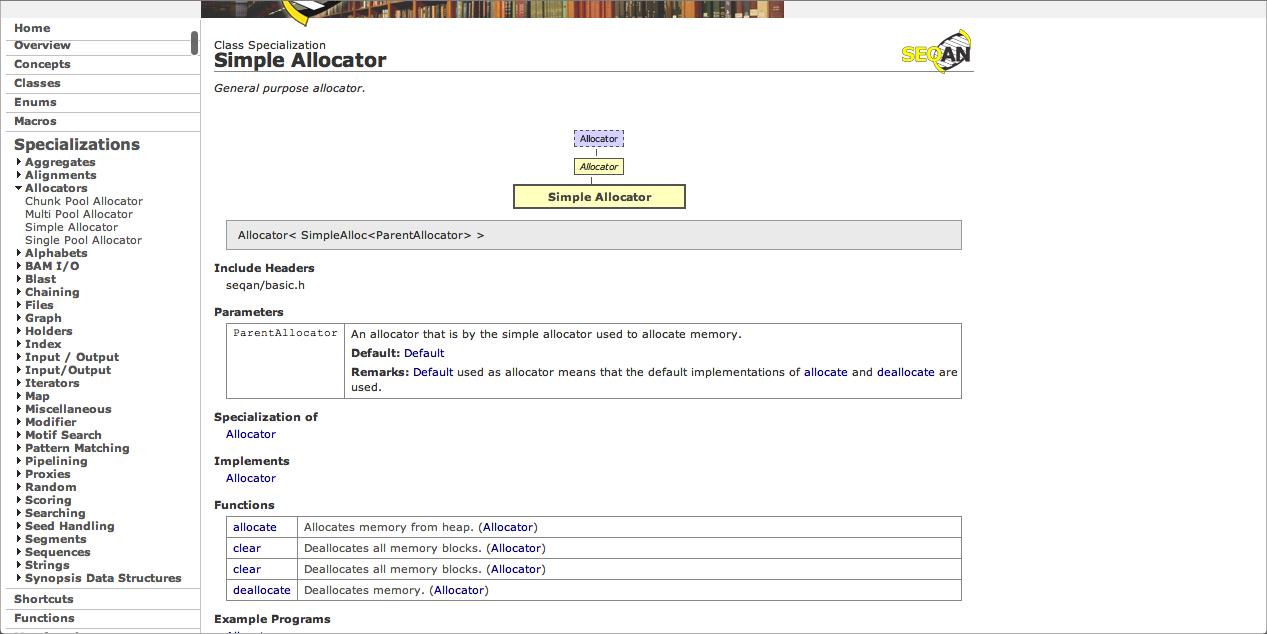 Home
Overview
Concepts
Classes
Enums
Macros
Specializations
Aggregates
Alignments
Allocators
Chunk Pool Allocator
Multi Pool Allocator
Simple Allocator
Single Pool Allocator
Alphabets
BAM I/O
Blast
Chaining
Files
Graph
Holders
Index
Input / Output
Input/Output
Iterators
Map
Miscellaneous
Modifier
Motif Search
Pattern Matching
Pipelining
Proxies
Random
Scoring
Searching
Seed Handling
Segments
Sequences
Strings
Synopsis Data Structures
Shortcuts
Functions
Class Specialization
Simple Allocator
SEQAN
General purpose allocator.
Allocator
Allocator
Simple Allocator
Allocator< SimpleAlloc<ParentAllocator> >
Include Headers
seqan/basic.h
Parameters
ParentAllocator An allocator that is by the simple allocator used to allocate memory.
Default: Default
Remarks: Default used as allocator means that the default implementations of allocate and deallocate are
used.
Specialization of
Allocator
Implements
Allocator
Functions
allocate Allocates memory from heap. (Allocator)
clear Deallocates all memory blocks. (Allocator)
clear Deallocates all memory blocks. (Allocator)
deallocate Deallocates memory. (Allocator)
Example Programs